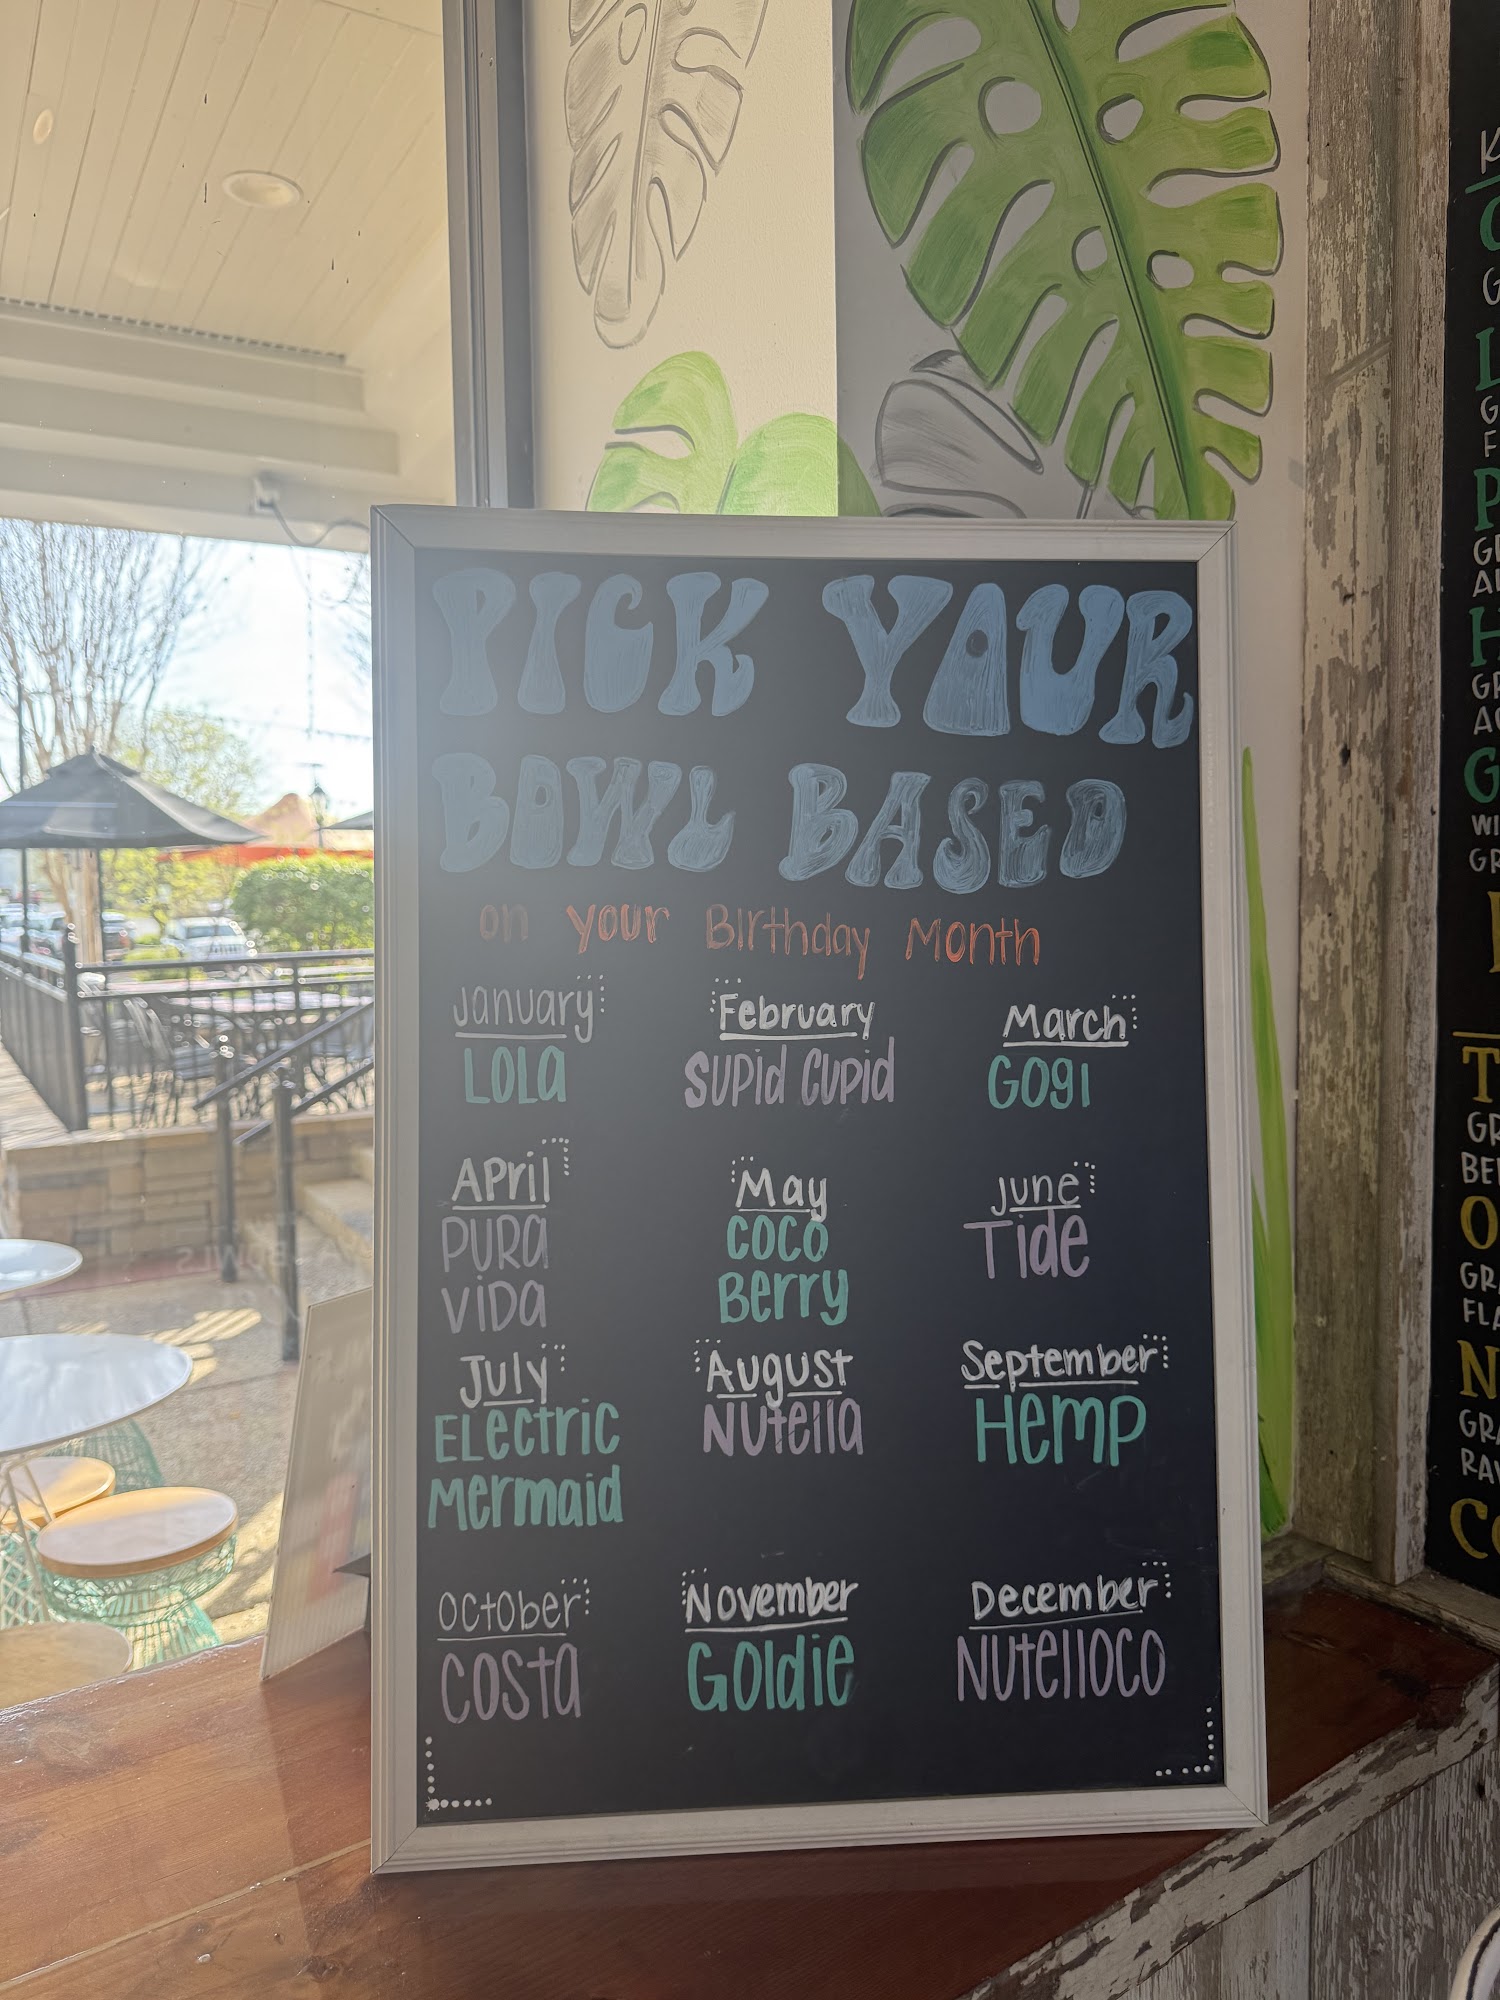 PICK YOUR
BOWL BASED
on your Birthday Month
January February March
LOLA SUPID CUPID GOGI
April May June
PURA COCO Tide
VIDA Berry
July August September
Electric Nutella Hemp
Mermaid
October November December
COSTA Goldie Nutelloco